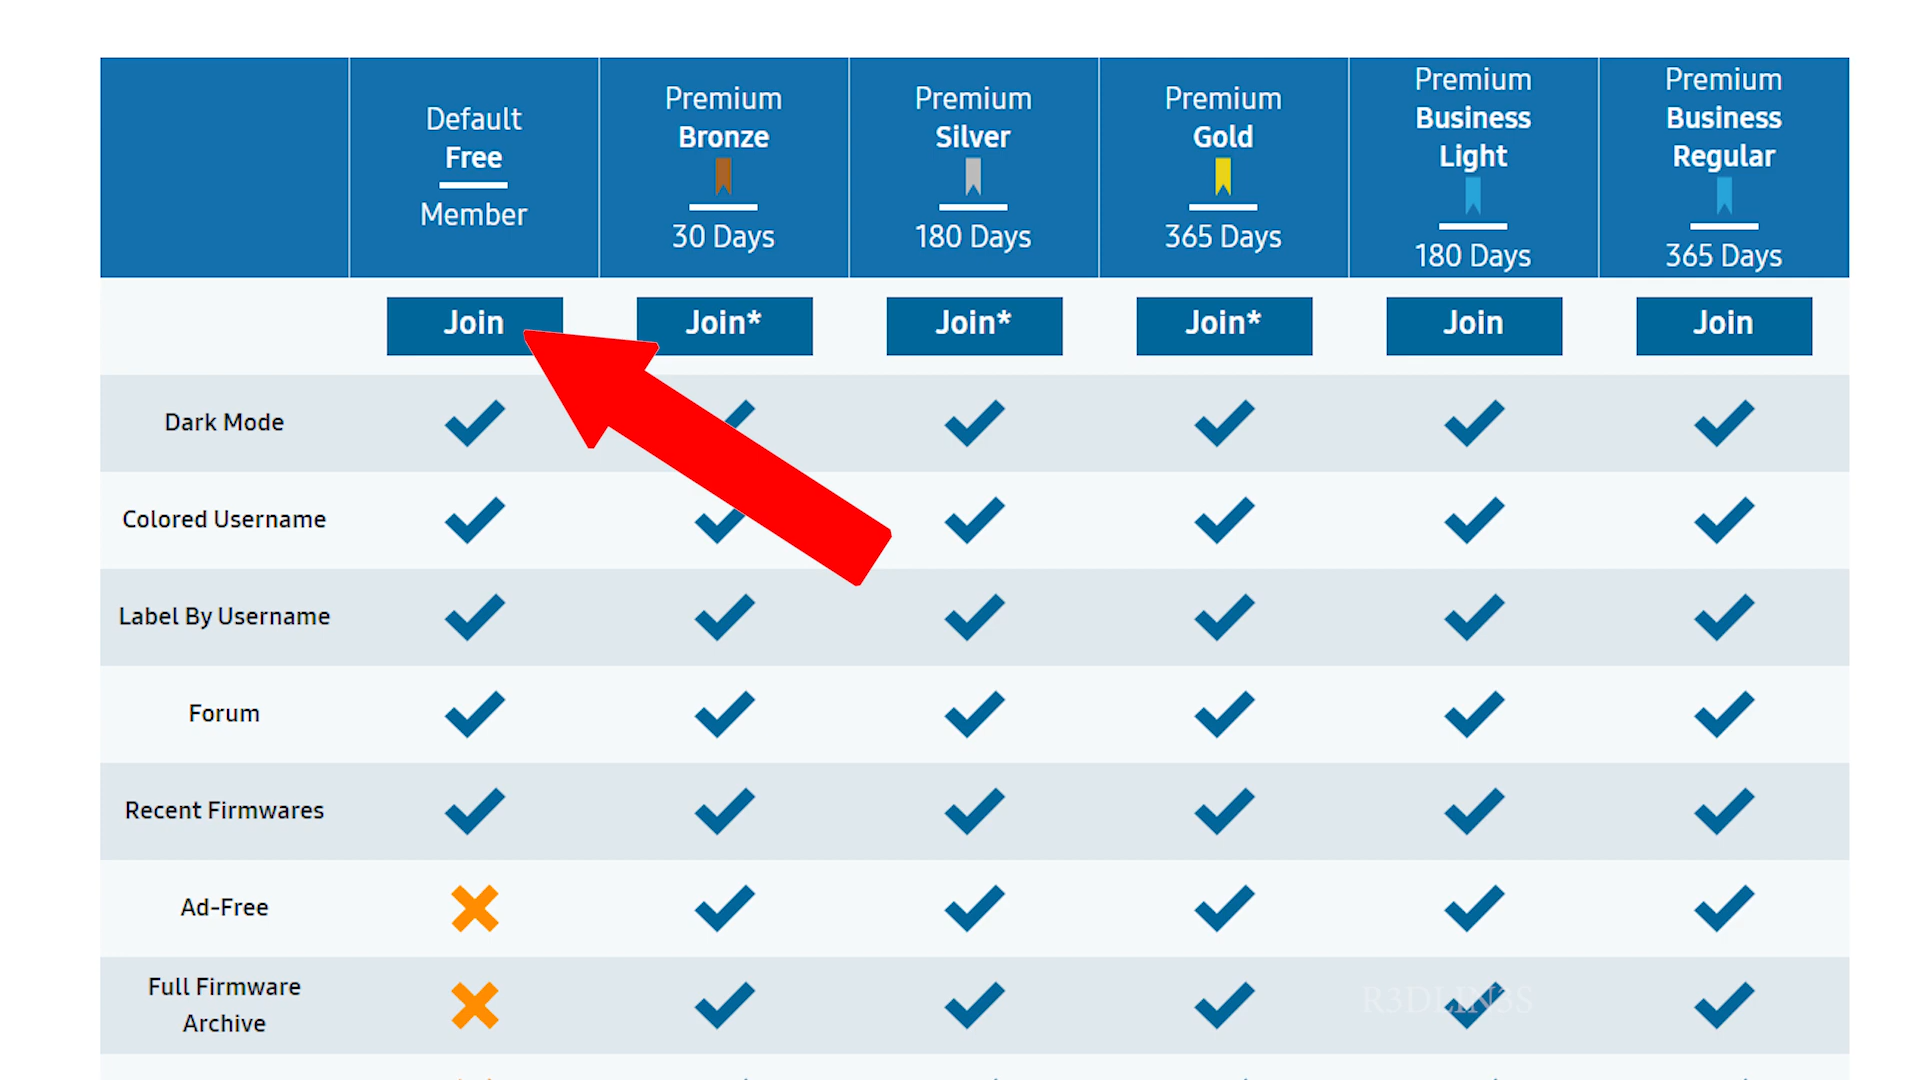 Default
Free
Member
Premium
Bronze
30 Days
Premium
Silver
180 Days
Premium
Gold
365 Days
Premium
Business
Light
180 Days
Premium
Business
Regular
365 Days
Join
Join*
Join*
Join*
Join
Join
Dark Mode
Colored Username
Label By Username
Forum
Recent Firmwares
Ad-Free
Full Firmware
Archive
R3DLIN3S